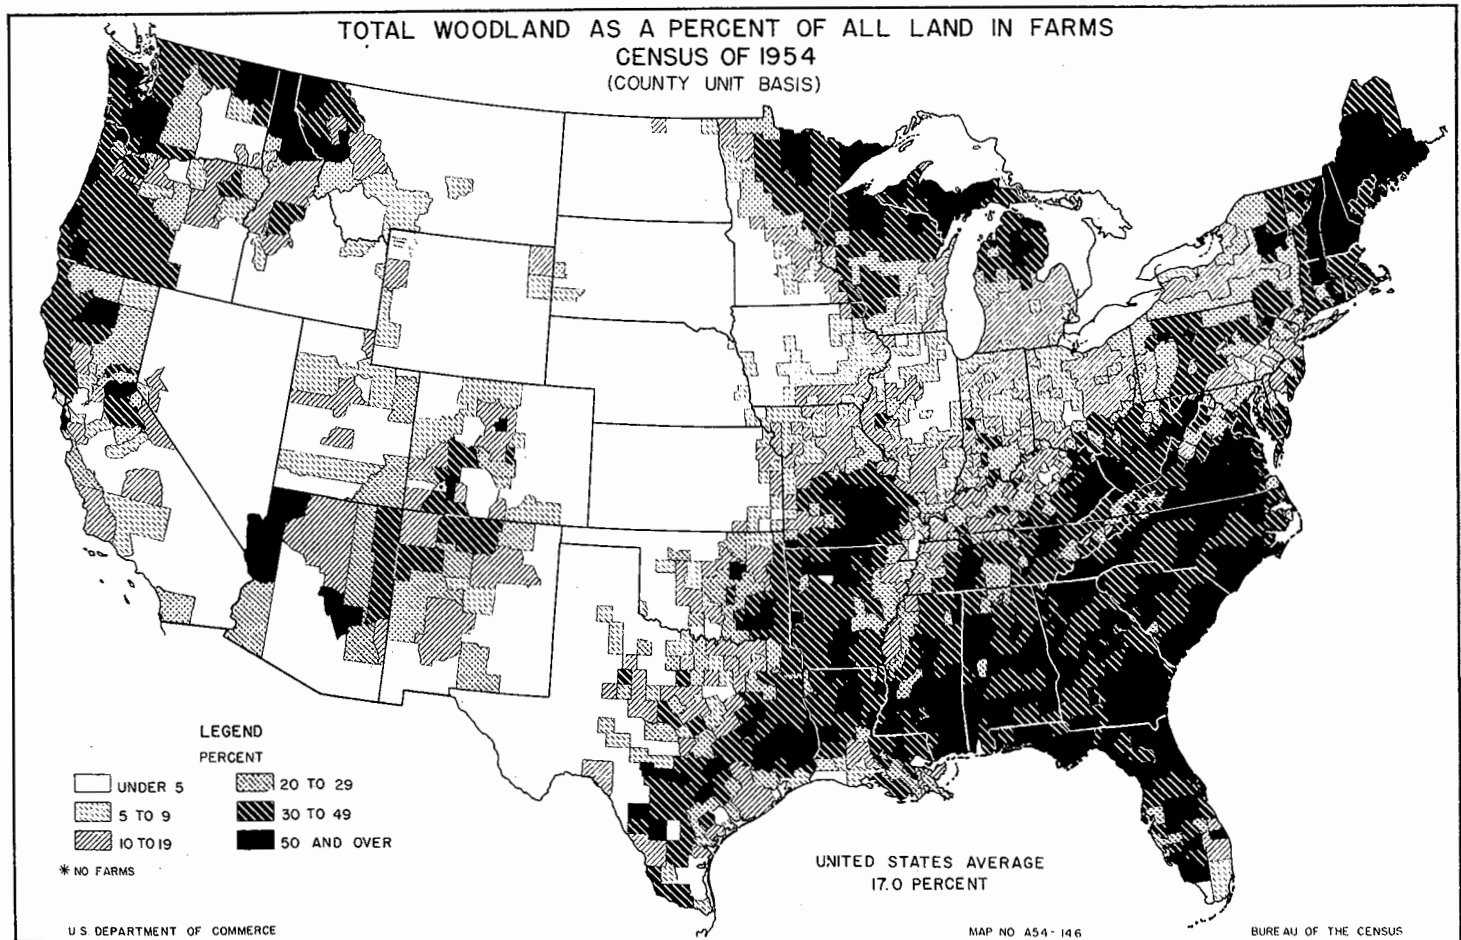 TOTAL WOODLAND AS A PERCENT OF ALL LAND IN FARMS
CENSUS OF 1954
(COUNTY UNIT BASIS)
LEGEND
PERCENT
UNDER 5
5 TO 9
10 TO 19
20 TO 29
30 TO 49
50 AND OVER
* NO FARMS
UNITED STATES AVERAGE
17.0 PERCENT
U.S. DEPARTMENT OF COMMERCE
MAP NO A54-146
BUREAU OF THE CENSUS